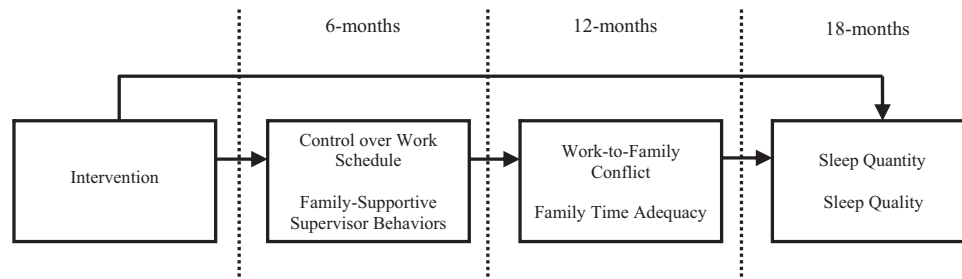 6-months
12-months
18-months
Intervention
Control over Work
Schedule
Family-Supportive
Supervisor Behaviors
Work-to-Family
Conflict
Family Time Adequacy
Sleep Quantity
Sleep Quality